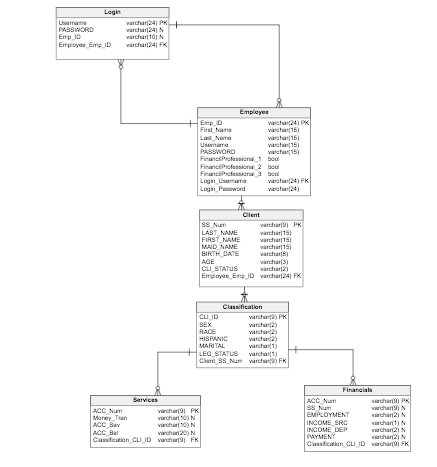 Login
Username varchar(24) PK
PASSWORD varchar(24) N
Emp_ID varchar(10) N
Employee_Emp_ID varchar(24) FK
Employee
Emp_ID varchar(24) PK
First_Name varchar(15)
Last_Name varchar(15)
Username varchar(15)
PASSWORD varchar(15)
FinancilProfessional_1 bool
FinancilProfessional_2 bool
FinancilProfessional_3 bool
Login_Username varchar(24) FK
Login_Password varchar(24)
Client
SS_Num varchar(9) PK
LAST_NAME varchar(15)
FIRST_NAME varchar(15)
MAID_NAME varchar(15)
BIRTH_DATE varchar(8)
AGE varchar(3)
CLI_STATUS varchar(2)
Employee_Emp_ID varchar(24) FK
Classification
CLI_ID varchar(9) PK
SEX varchar(2)
RACE varchar(2)
HISPANIC varchar(2)
MARITAL varchar(1)
LEG_STATUS varchar(1)
Client_SS_Num varchar(9) FK
Services
ACC_Num varchar(9) PK
Money_Tran varchar(10) N
ACC_Sav varchar(10) N
ACC_Bal varchar(20) N
Classification_CLI_ID varchar(9) FK
Financials
ACC_Num varchar(9) PK
SS_Num varchar(9) N
EMPLOYMENT varchar(2) N
INCOME_SRC varchar(1) N
INCOME_DEP varchar(2) N
PAYMENT varchar(2) N
Classification_CLI_ID varchar(9) FK